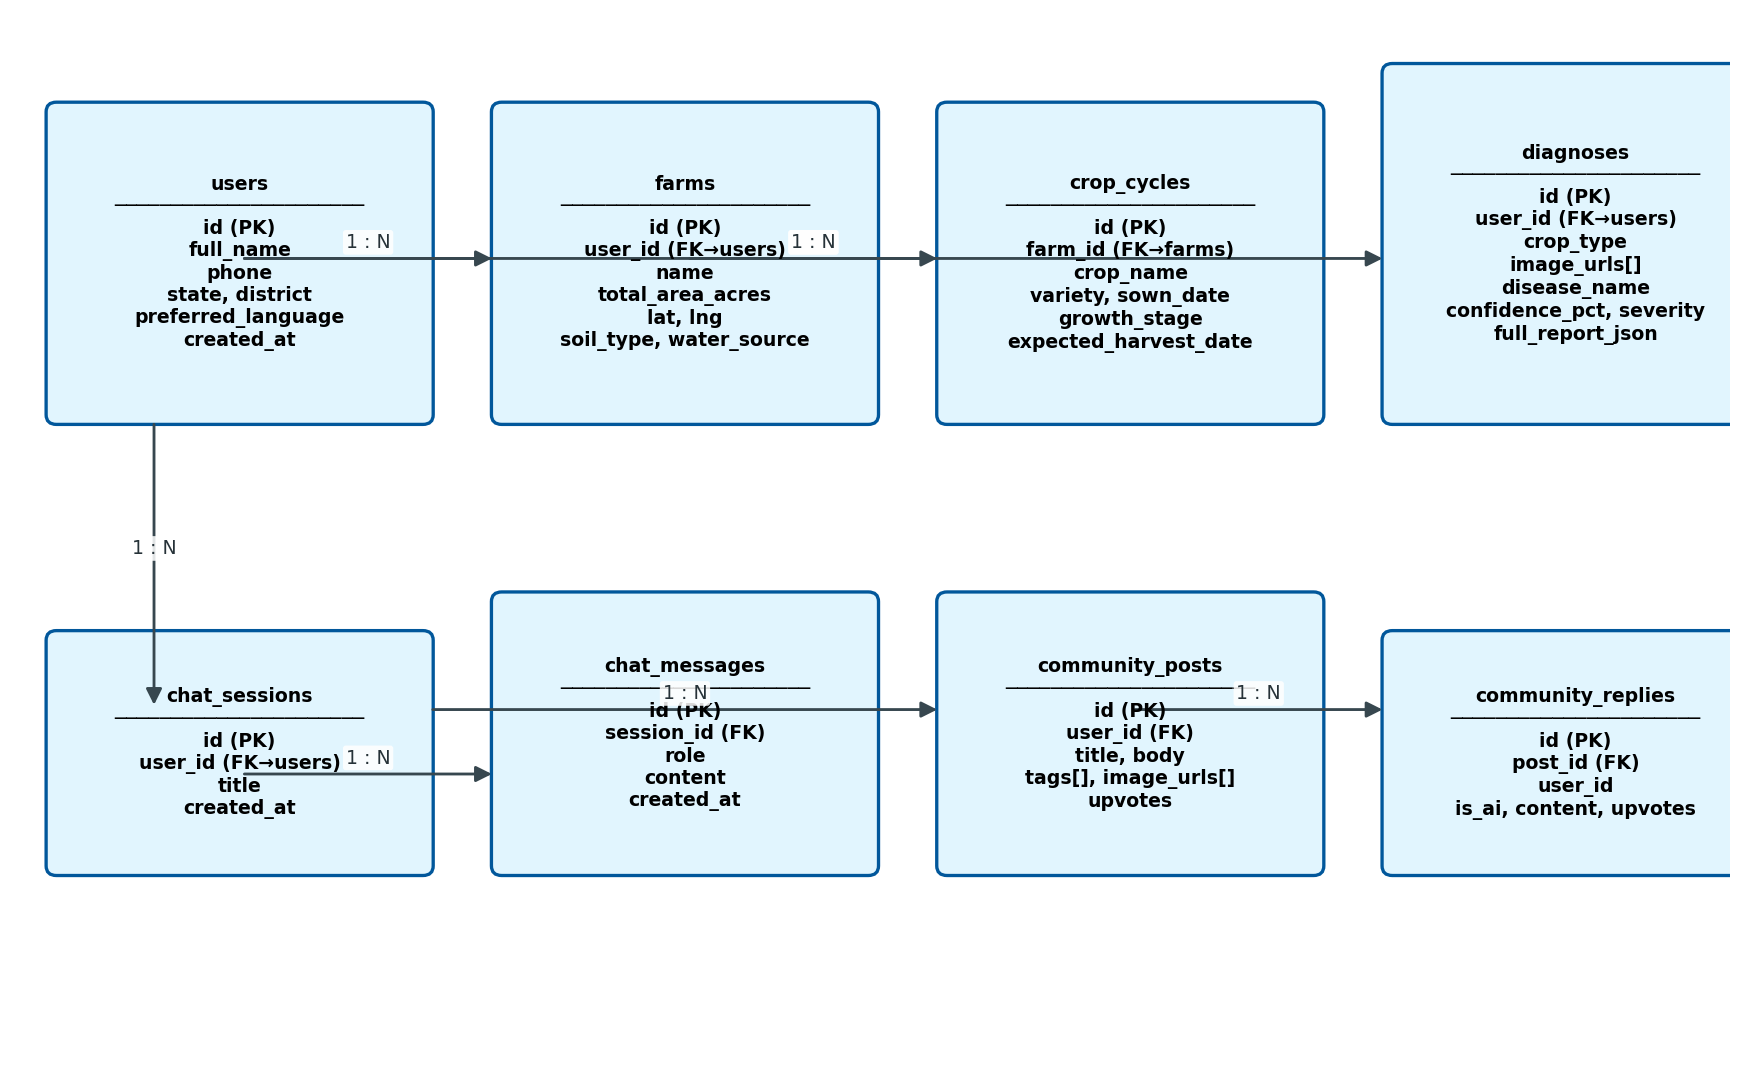 users
id (PK)
full_name
phone
state, district
preferred_language
created_at
1 : N
farms
id (PK)
user_id (FK→users)
name
total_area_acres
lat, lng
soil_type, water_source
1 : N
crop_cycles
id (PK)
farm_id (FK→farms)
crop_name
variety, sown_date
growth_stage
expected_harvest_date
diagnoses
id (PK)
user_id (FK→users)
crop_type
image_urls[]
disease_name
confidence_pct, severity
full_report_json
1 : N
chat_sessions
id (PK)
user_id (FK→users)
title
created_at
1 : N
chat_messages
1 : N
id (PK)
session_id (FK)
role
content
created_at
community_posts
1 : N
id (PK)
user_id (FK)
title, body
tags[], image_urls[]
upvotes
community_replies
id (PK)
post_id (FK)
user_id
is_ai, content, upvotes